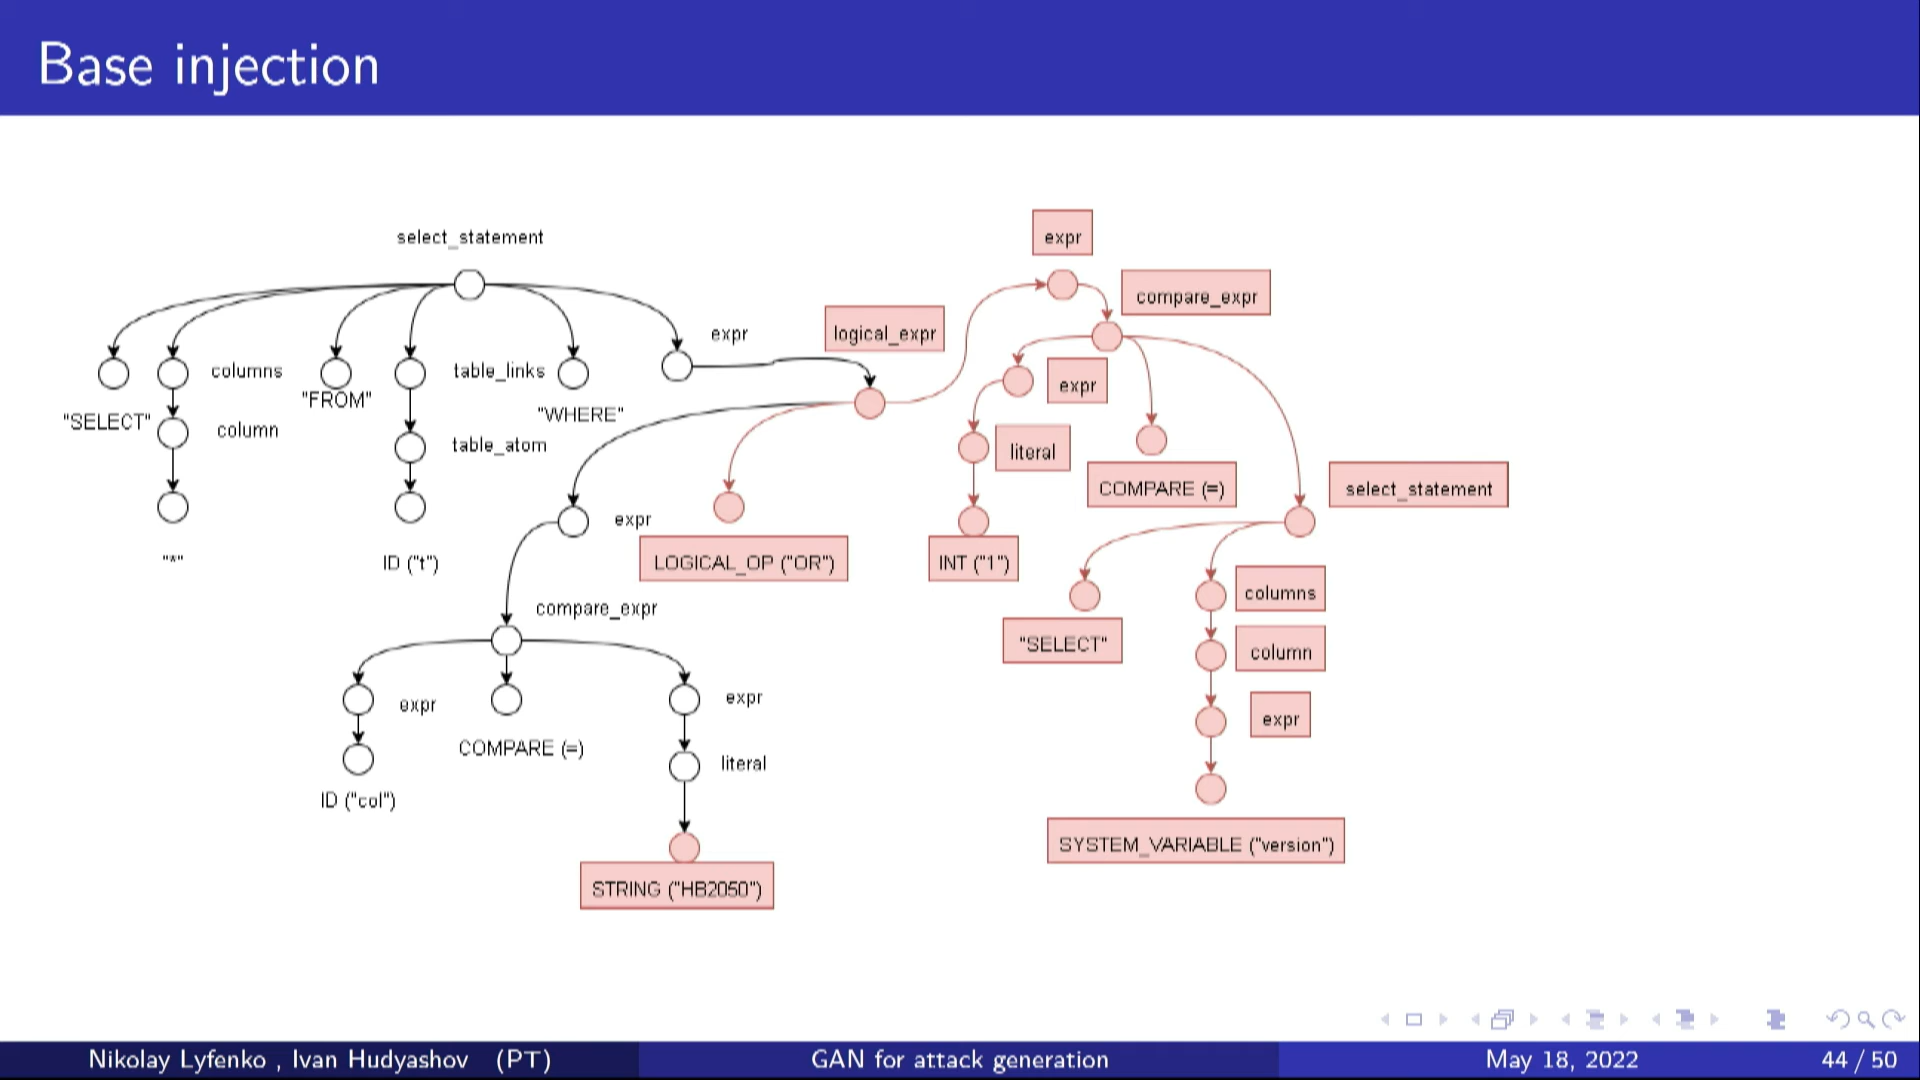 Base injection
select_statement
"SELECT"
columns
column
"*"
"FROM"
table_links
table_atom
ID ("t")
"WHERE"
expr
logical_expr
expr
compare_expr
expr
ID ("col")
COMPARE (=)
expr
literal
STRING ("HB2050")
LOGICAL_OP ("OR")
expr
compare_expr
expr
literal
INT ("1")
COMPARE (=)
select_statement
"SELECT"
columns
column
expr
SYSTEM_VARIABLE ("version")
Nikolay Lyfenko , Ivan Hudyashov (PT)
GAN for attack generation
May 18, 2022
44 / 50